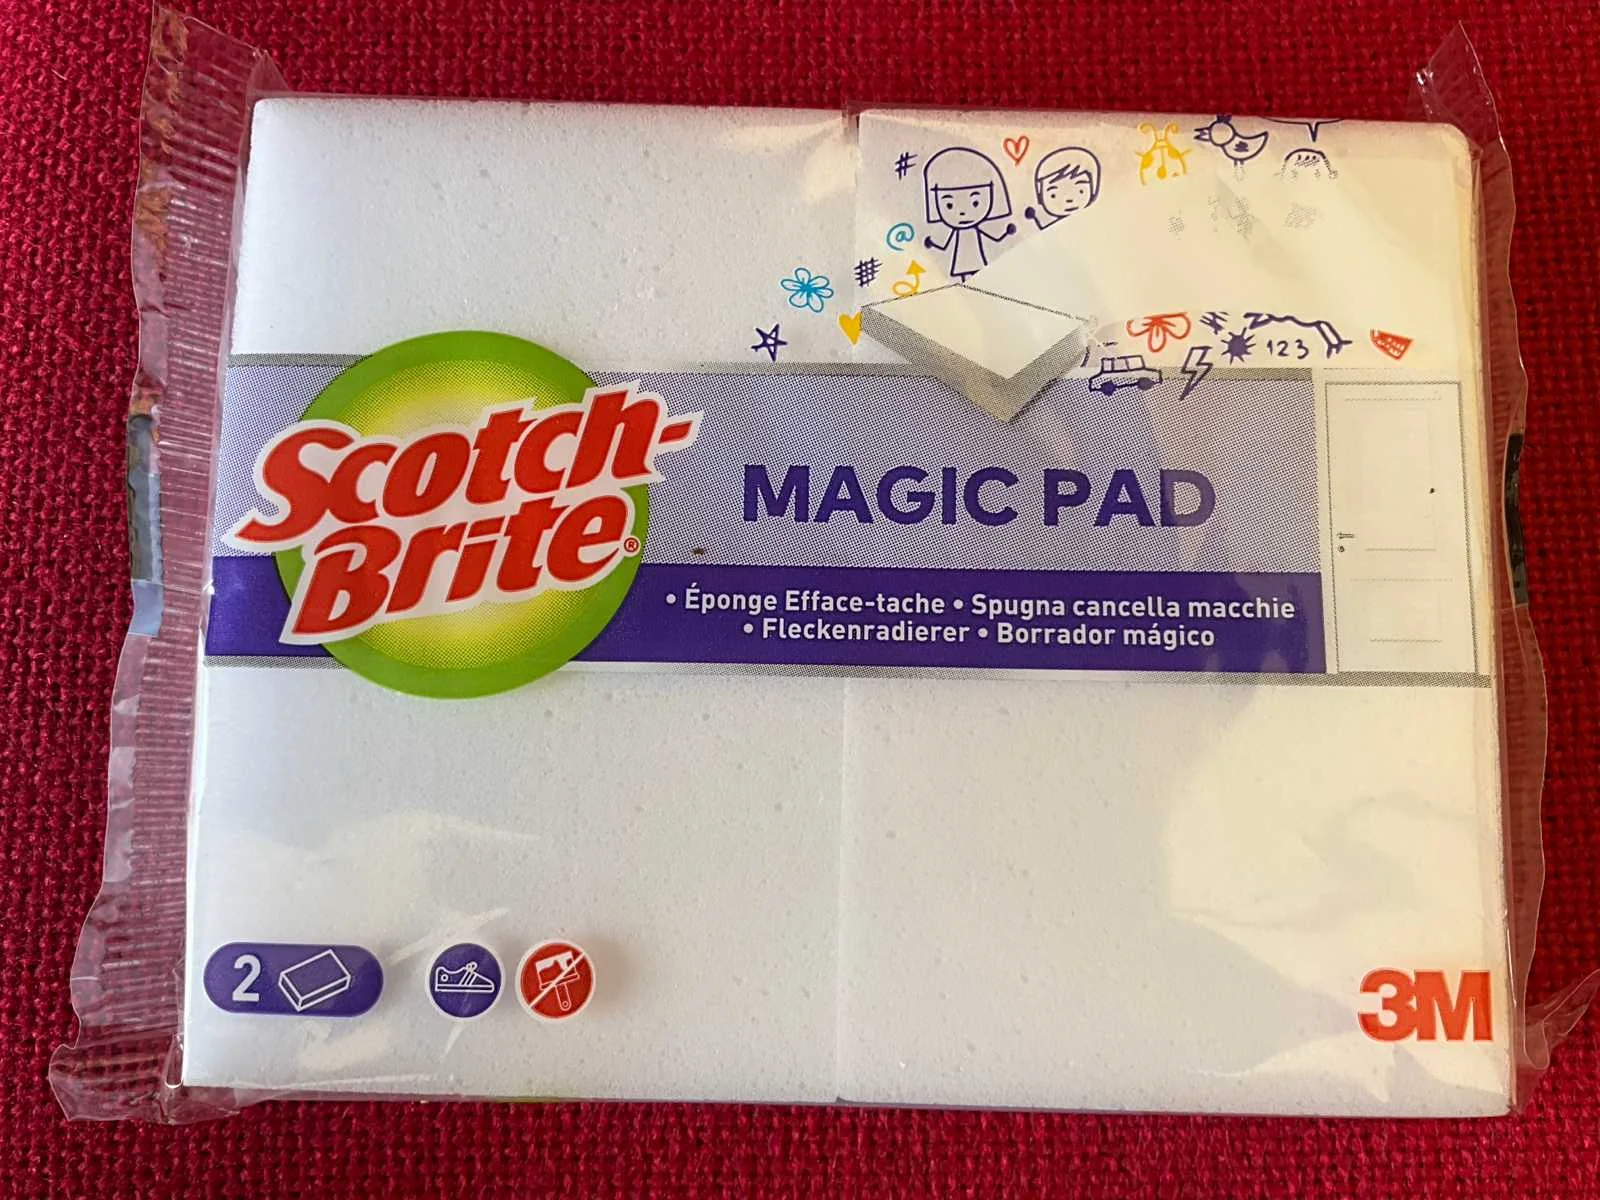 #
@
#
123
Scotch-
Brite®
MAGIC PAD
• Éponge Efface-tache • Spugna cancella macchie
• Fleckenradierer • Borrador mágico
2
3M